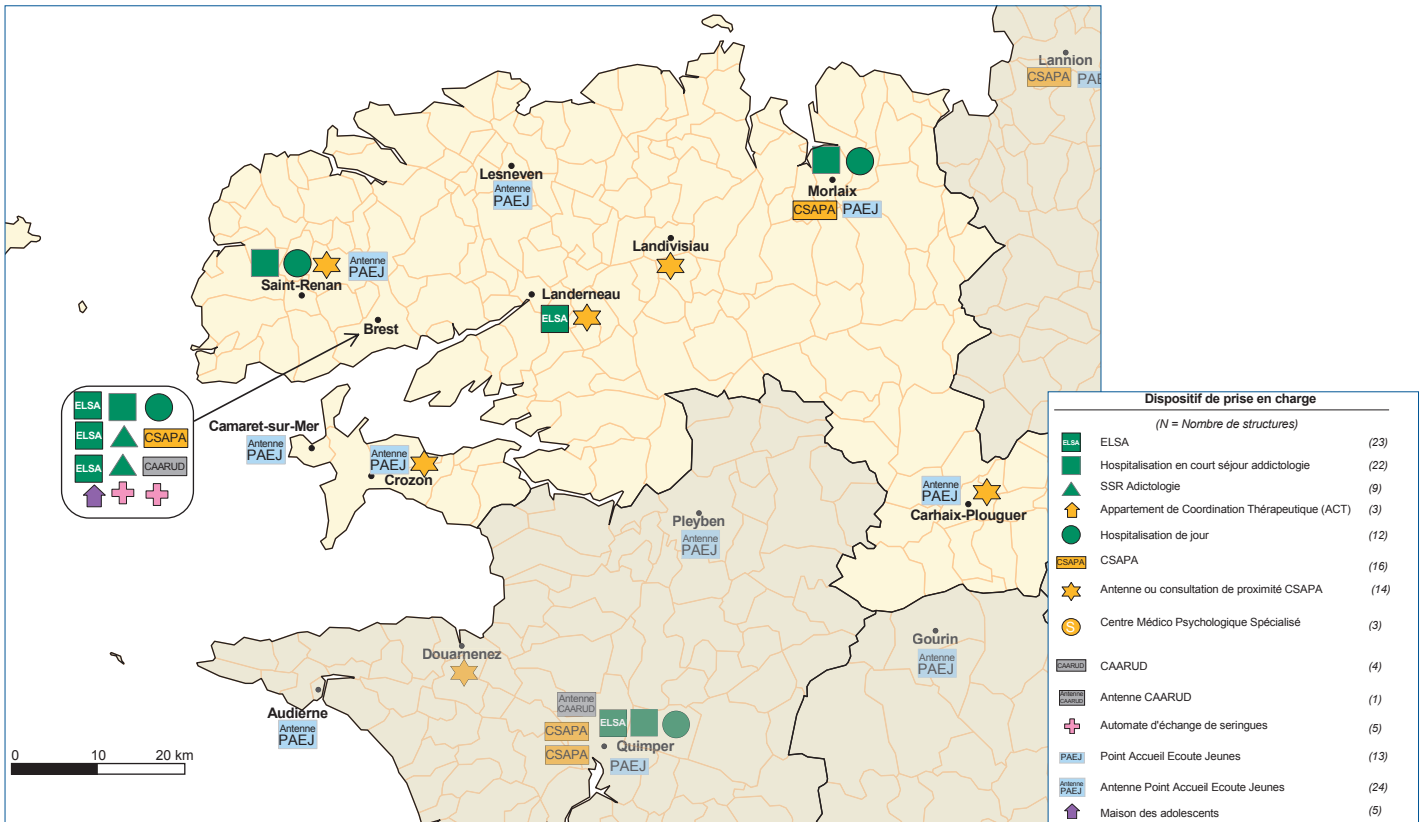 Lannion
CSAPA
Lesneven
Antenne
PAEJ
Morlaix
CSAPA
PAEJ
Landivisiau
Antenne
PAEJ
Saint-Renan
Landerneau
ELSA
Brest
ELSA
ELSA
CSAPA
ELSA
CAARUD
Camaret-sur-Mer
Antenne
PAEJ
Antenne
PAEJ
Crozon
Antenne
PAEJ
Carhaix-Plouguer
Pleyben
Antenne
PAEJ
Gourin
Antenne
PAEJ
Douarnenez
Audierne
Antenne
PAEJ
Antenne
CAARUD
ELSA
CSAPA
CSAPA
Quimper
PAEJ
0 10 20 km
Dispositif de prise en charge
(N = Nombre de structures)
ELSA ELSA (23)
Hospitalisation en court séjour addictologie (22)
SSR Adictologie (9)
Appartement de Coordination Thérapeutique (ACT) (3)
Hospitalisation de jour (12)
CSAPA CSAPA (16)
Antenne ou consultation de proximité CSAPA (14)
S Centre Médico Psychologique Spécialisé (3)
CAARUD CAARUD (4)
Antenne
CAARUD Antenne CAARUD (1)
Automate d'échange de seringues (5)
PAEJ Point Accueil Ecoute Jeunes (13)
Antenne
PAEJ Antenne Point Accueil Ecoute Jeunes (24)
Maison des adolescents (5)